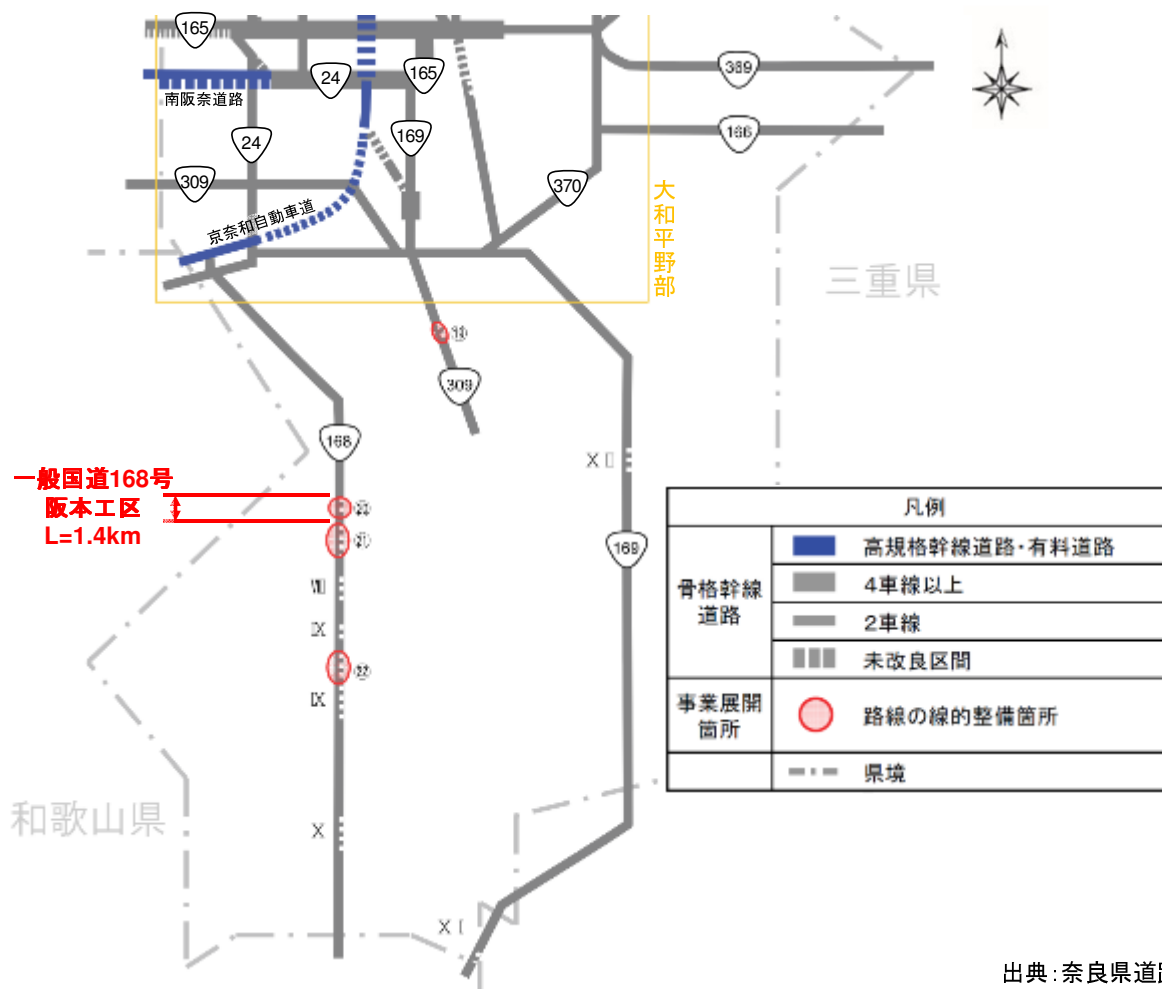 165
24
165
369
南阪奈道路
24
169
166
309
370
京奈和自動車道
大和平野部
三重県
⑲
309
168
一般国道168号
阪本工区
L=1.4km
⑳
㉑
Ⅷ
Ⅸ
㉒
Ⅸ
Ⅹ
169
凡例
骨格幹線
道路
高規格幹線道路・有料道路
4車線以上
2車線
未改良区間
事業展開
箇所
路線の線的整備箇所
県境
和歌山県
ⅩⅠ
出典：奈良県道